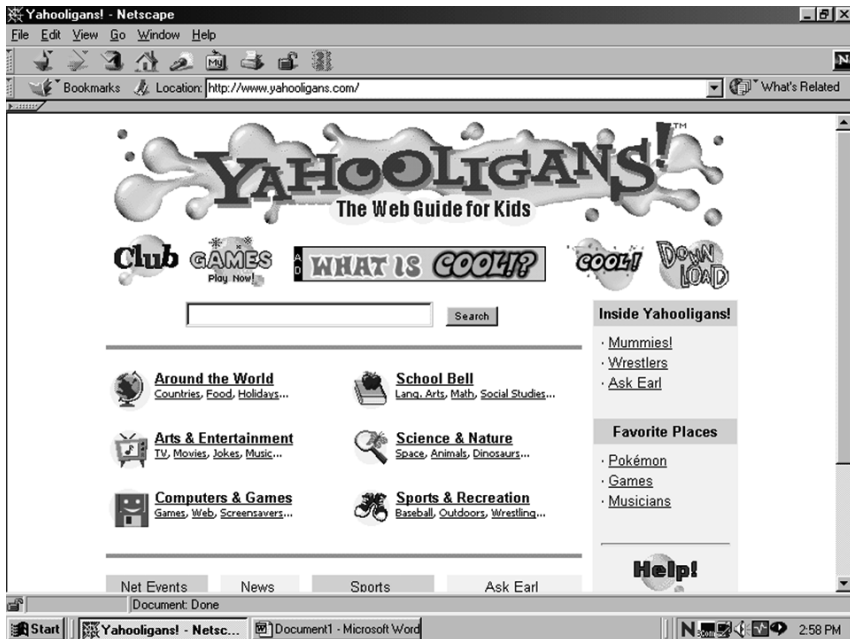 Yahooligans! - Netscape
File Edit View Go Window Help
My
N
Bookmarks Location: http://www.yahooligans.com/ What's Related
YAHOOLIGANS! ™
The Web Guide for Kids
Club GAMES Play Now! AD WHAT IS COOL!? COOL! DOWN LOAD
Search
Inside Yahooligans!
· Mummies!
· Wrestlers
· Ask Earl
Around the World
Countries, Food, Holidays...
School Bell
Lang. Arts, Math, Social Studies...
Arts & Entertainment
TV, Movies, Jokes, Music...
Science & Nature
Space, Animals, Dinosaurs...
Computers & Games
Games, Web, Screensavers...
Sports & Recreation
Baseball, Outdoors, Wrestling...
Favorite Places
· Pokémon
· Games
· Musicians
Help!
Net Events News Sports Ask Earl
Document: Done
Start Yahooligans! - Netsc... Document1 - Microsoft Word N 2:58 PM